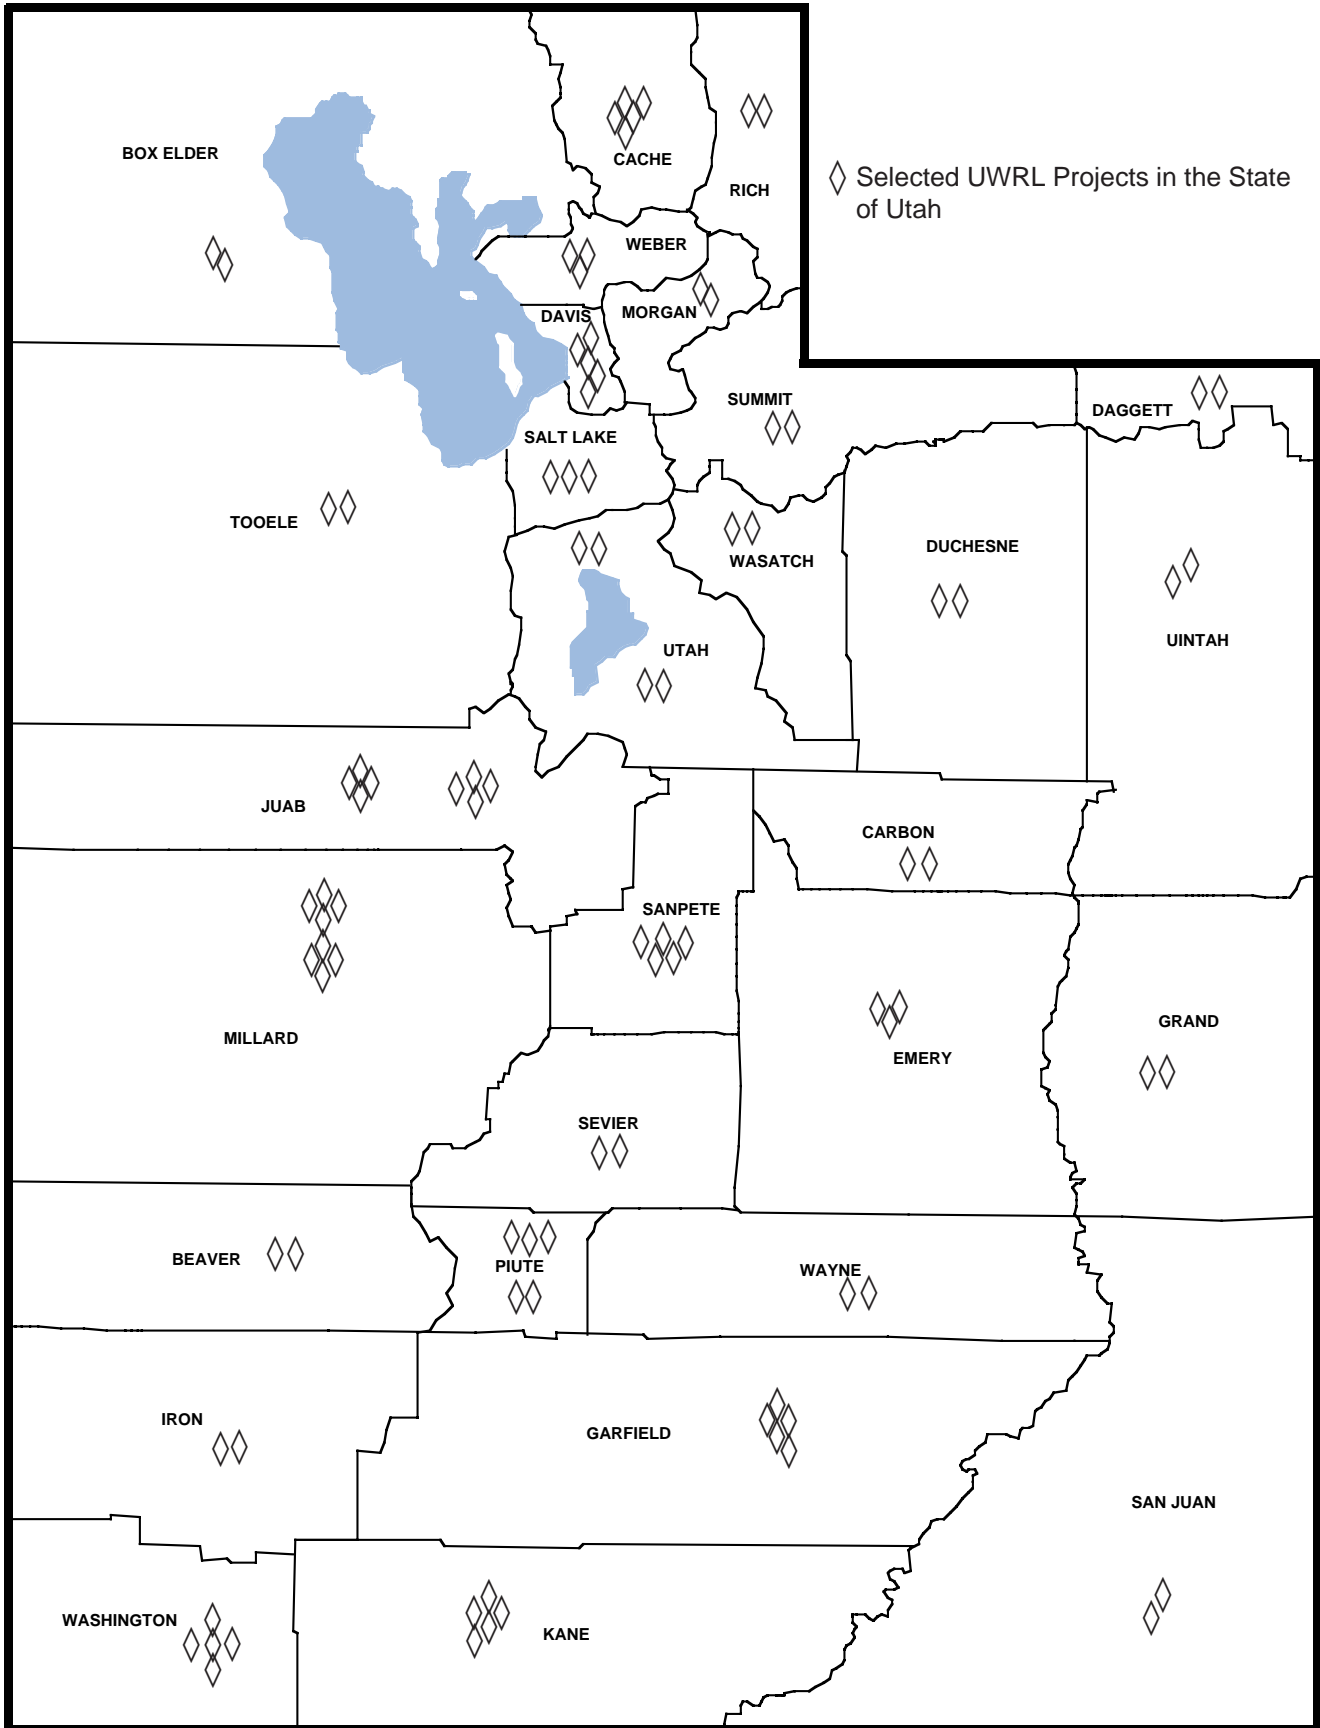 BOX ELDER
CACHE
RICH
Selected UWRL Projects in the State
of Utah
WEBER
DAVIS
MORGAN
SUMMIT
DAGGETT
SALT LAKE
TOOELE
WASATCH
DUCHESNE
UINTAH
UTAH
JUAB
CARBON
SANPETE
MILLARD
EMERY
GRAND
SEVIER
BEAVER
PIUTE
WAYNE
IRON
GARFIELD
SAN JUAN
WASHINGTON
KANE